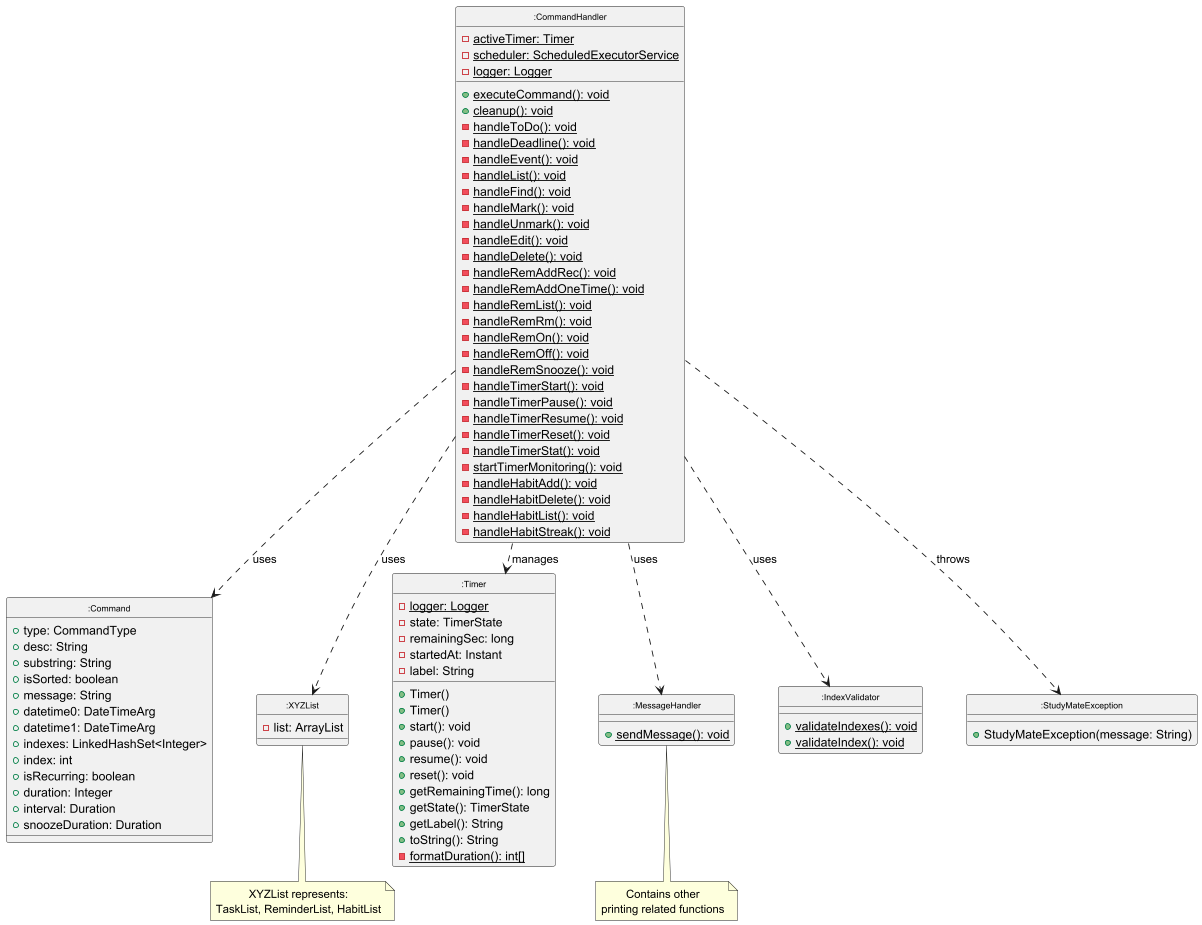 :CommandHandler
activeTimer: Timer
scheduler: ScheduledExecutorService
logger: Logger
executeCommand(): void
cleanup(): void
handleToDo(): void
handleDeadline(): void
handleEvent(): void
handleList(): void
handleFind(): void
handleMark(): void
handleUnmark(): void
handleEdit(): void
handleDelete(): void
handleRemAddRec(): void
handleRemAddOneTime(): void
handleRemList(): void
handleRemRm(): void
handleRemOn(): void
handleRemOff(): void
handleRemSnooze(): void
handleTimerStart(): void
handleTimerPause(): void
handleTimerResume(): void
handleTimerReset(): void
handleTimerStat(): void
startTimerMonitoring(): void
handleHabitAdd(): void
handleHabitDelete(): void
handleHabitList(): void
handleHabitStreak(): void
uses
uses
manages
uses
uses
throws
:Command
type: CommandType
desc: String
substring: String
isSorted: boolean
message: String
datetime0: DateTimeArg
datetime1: DateTimeArg
indexes: LinkedHashSet<Integer>
index: int
isRecurring: boolean
duration: Integer
interval: Duration
snoozeDuration: Duration
:XYZList
list: ArrayList
:Timer
logger: Logger
state: TimerState
remainingSec: long
startedAt: Instant
label: String
Timer()
Timer()
start(): void
pause(): void
resume(): void
reset(): void
getRemainingTime(): long
getState(): TimerState
getLabel(): String
toString(): String
formatDuration(): int[]
:MessageHandler
sendMessage(): void
:IndexValidator
validateIndexes(): void
validateIndex(): void
:StudyMateException
StudyMateException(message: String)
XYZList represents:
TaskList, ReminderList, HabitList
Contains other
printing related functions